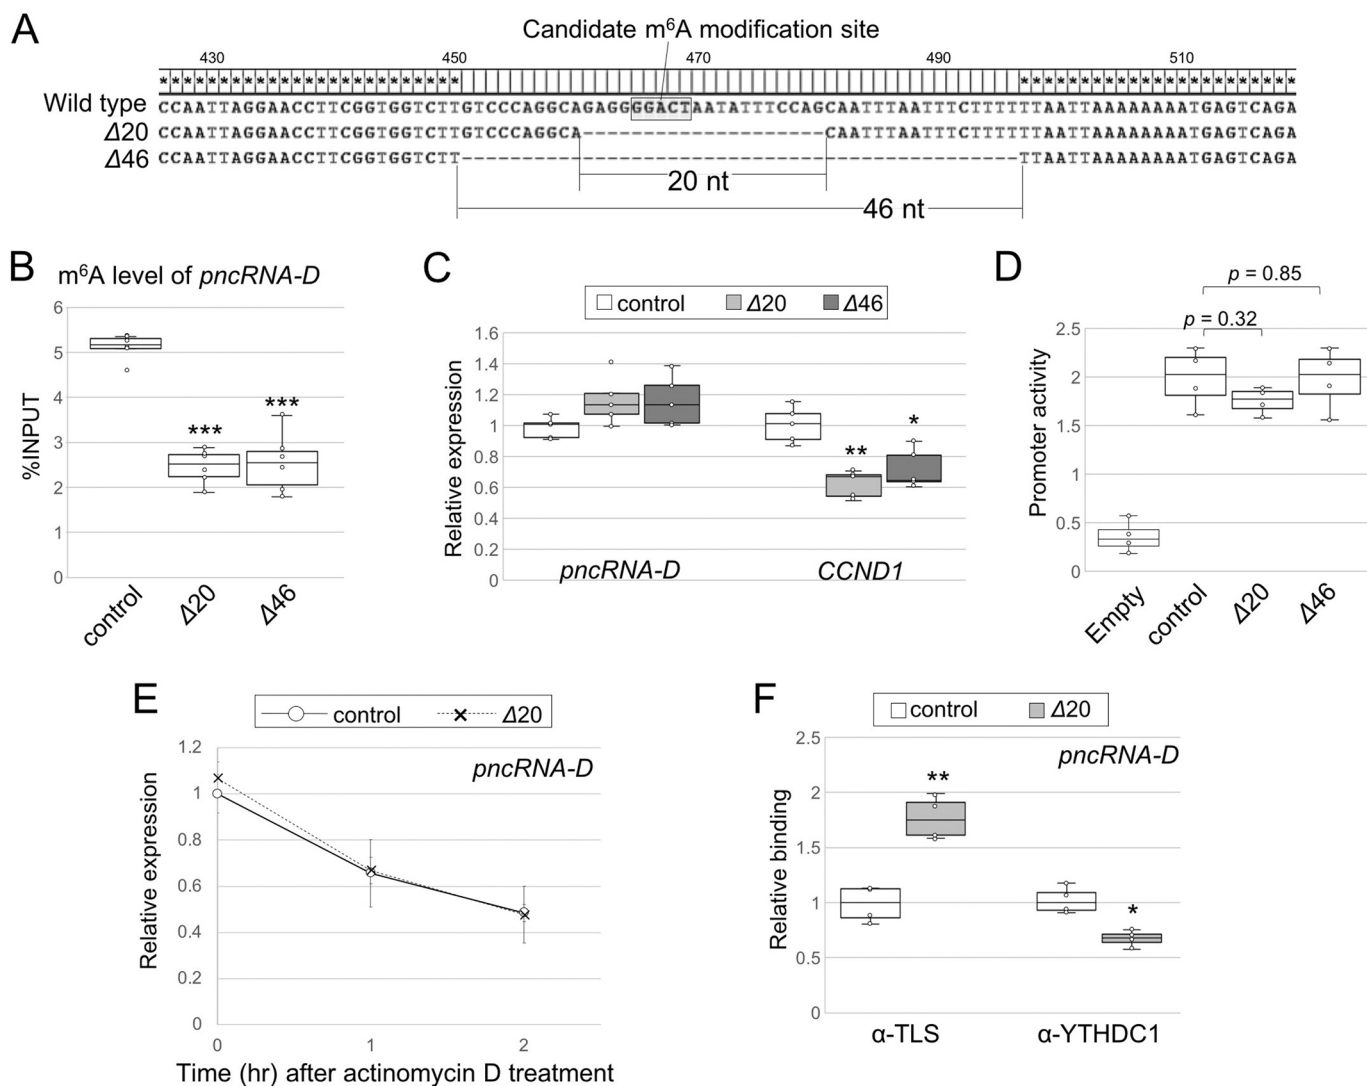 A
Candidate m⁶A modification site
430 450 470 490 510
Wild type CCAATTAGGAACCTTCGGTGGTCTTGTCCCAGGCAGAGGGGACTAATATTTCCAGCAATTTAATTTCTTTTTTAATTAAAAAAAATGAGTCAGA
Δ20 CCAATTAGGAACCTTCGGTGGTCTTGTCCCAGGCA--------------------CAATTTAATTTCTTTTTTAATTAAAAAAAATGAGTCAGA
Δ46 CCAATTAGGAACCTTCGGTGGTCTT----------------------------------------------TTAATTAAAAAAAATGAGTCAGA
20 nt
46 nt
B
m⁶A level of pncRNA-D
%INPUT
6
5
4
3
2
1
0
***
***
control Δ20 Δ46
C
control Δ20 Δ46
Relative expression
1.6
1.4
1.2
1
0.8
0.6
0.4
0.2
0
**
*
pncRNA-D CCND1
D
p = 0.85
p = 0.32
Promoter activity
2.5
2
1.5
1
0.5
0
Empty control Δ20 Δ46
E
control Δ20
pncRNA-D
Relative expression
1.2
1
0.8
0.6
0.4
0.2
0
0 1 2
Time (hr) after actinomycin D treatment
F
control Δ20
pncRNA-D
Relative binding
2.5
2
1.5
1
0.5
0
**
*
α-TLS α-YTHDC1